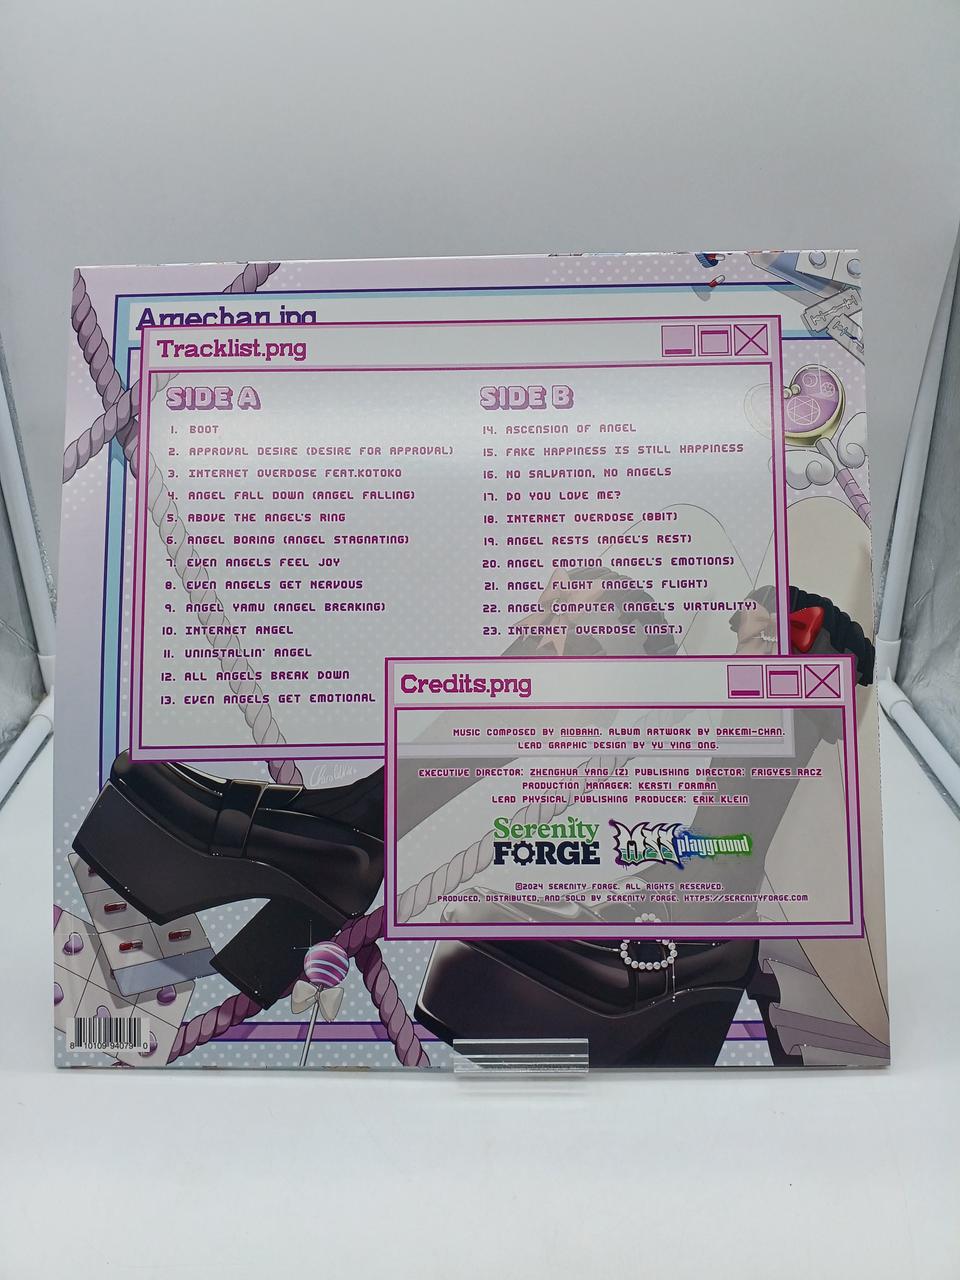 Amechan.jpg
Tracklist.png
SIDE A
1. BOOT
2. APPROVAL DESIRE (DESIRE FOR APPROVAL)
3. INTERNET OVERDOSE FEAT.KOTOKO
4. ANGEL FALL DOWN (ANGEL FALLING)
5. ABOVE THE ANGEL'S RING
6. ANGEL BORING (ANGEL STAGNATING)
7. EVEN ANGELS FEEL JOY
8. EVEN ANGELS GET NERVOUS
9. ANGEL YAMU (ANGEL BREAKING)
10. INTERNET ANGEL
11. UNINSTALLIN' ANGEL
12. ALL ANGELS BREAK DOWN
13. EVEN ANGELS GET EMOTIONAL
SIDE B
14. ASCENSION OF ANGEL
15. FAKE HAPPINESS IS STILL HAPPINESS
16. NO SALVATION, NO ANGELS
17. DO YOU LOVE ME?
18. INTERNET OVERDOSE (8BIT)
19. ANGEL RESTS (ANGEL'S REST)
20. ANGEL EMOTION (ANGEL'S EMOTIONS)
21. ANGEL FLIGHT (ANGEL'S FLIGHT)
22. ANGEL COMPUTER (ANGEL'S VIRTUALITY)
23. INTERNET OVERDOSE (INST.)
Credits.png
MUSIC COMPOSED BY AIOBAHN. ALBUM ARTWORK BY DAKEMI-CHAN.
LEAD GRAPHIC DESIGN BY YU YING ONG.
EXECUTIVE DIRECTOR: ZHENGHUA YANG (Z) PUBLISHING DIRECTOR: FRIGYES RACZ
PRODUCTION MANAGER: KERSTI FORMAN
LEAD PHYSICAL PUBLISHING PRODUCER: ERIK KLEIN
Serenity
FORGE
WSS playground
©2024 SERENITY FORGE. ALL RIGHTS RESERVED.
PRODUCED, DISTRIBUTED, AND SOLD BY SERENITY FORGE. HTTPS://SERENITYFORGE.COM
8 10109 94079 0